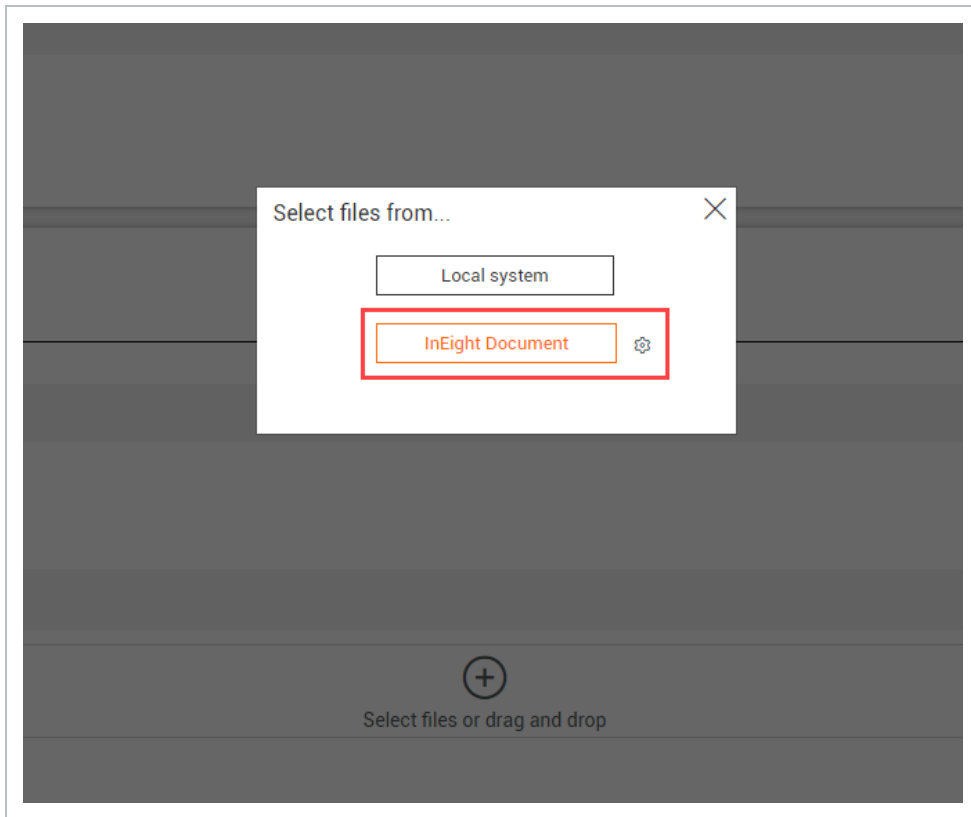 Select files from...
Local system
InEight Document
Select files or drag and drop